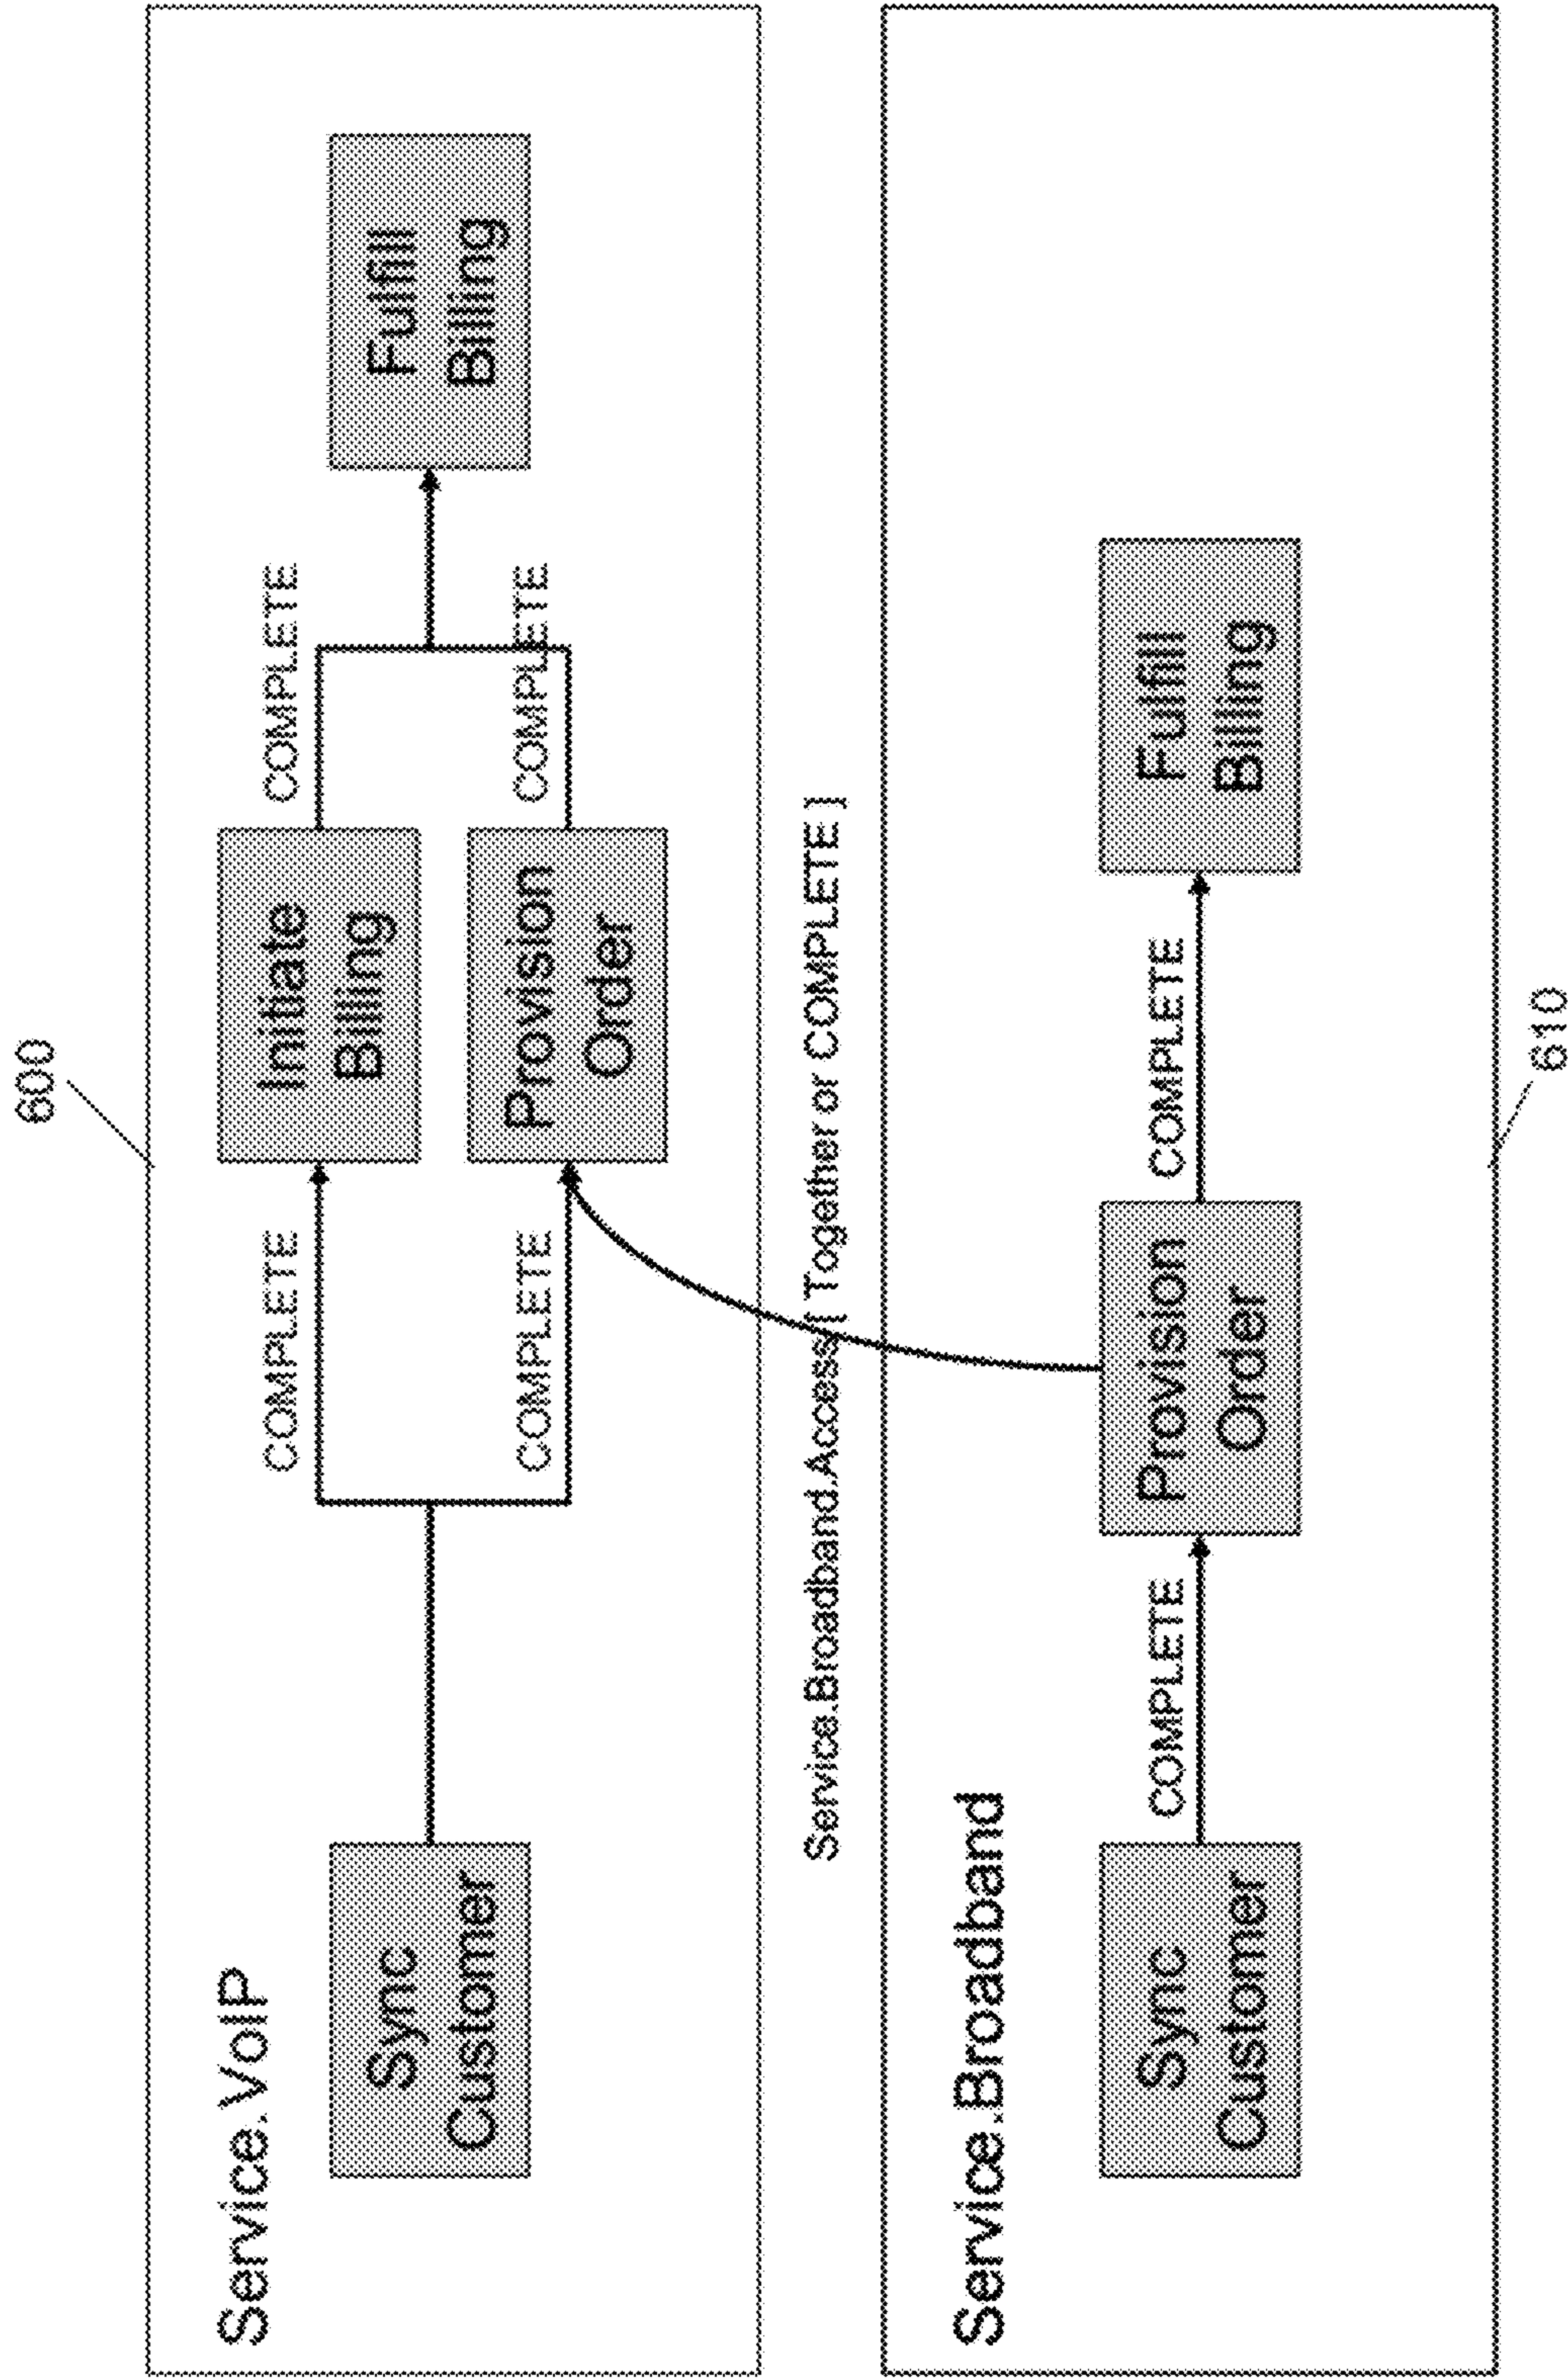 600
Service.VoIP
Sync
Customer
COMPLETE
COMPLETE
Initiate
Billing
Provision
Order
COMPLETE
COMPLETE
Fulfill
Billing
Service.Broadband.Access[ Together or COMPLETE ]
Service.Broadband
Sync
Customer
COMPLETE
Provision
Order
COMPLETE
Fulfill
Billing
610